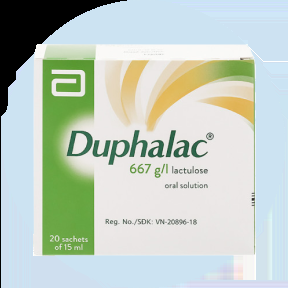 Duphalac®
667 g/l lactulose
oral solution
Reg. No./SĐK: VN-20896-18
20 sachets
of 15 ml